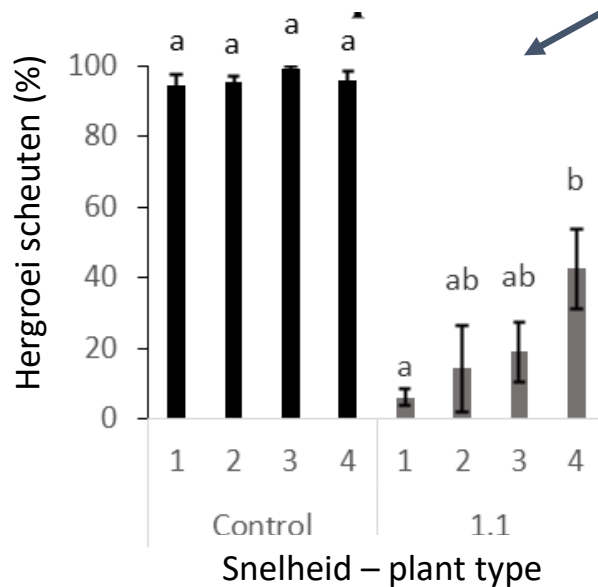 a a a a
100
80
60
40
20
0
Hergroei scheuten (%)
b
ab ab
a
1 2 3 4 1 2 3 4
Control 1.1
Snelheid – plant type